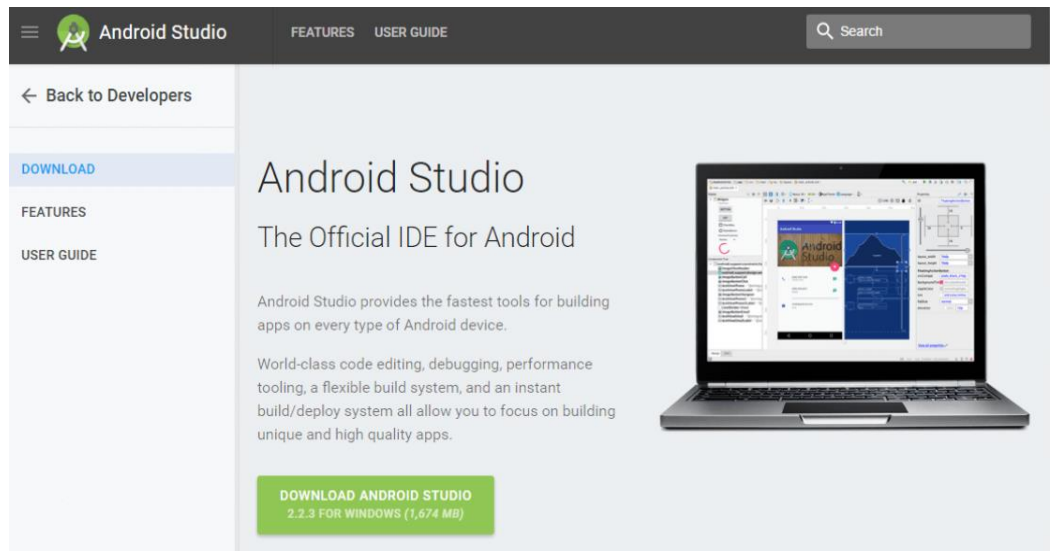 Android Studio
FEATURES
USER GUIDE
Search
Back to Developers
DOWNLOAD
FEATURES
USER GUIDE
Android Studio
The Official IDE for Android
Android Studio provides the fastest tools for building
apps on every type of Android device.
World-class code editing, debugging, performance
tooling, a flexible build system, and an instant
build/deploy system all allow you to focus on building
unique and high quality apps.
DOWNLOAD ANDROID STUDIO
2.2.3 FOR WINDOWS (1,674 MB)
Android
Studio